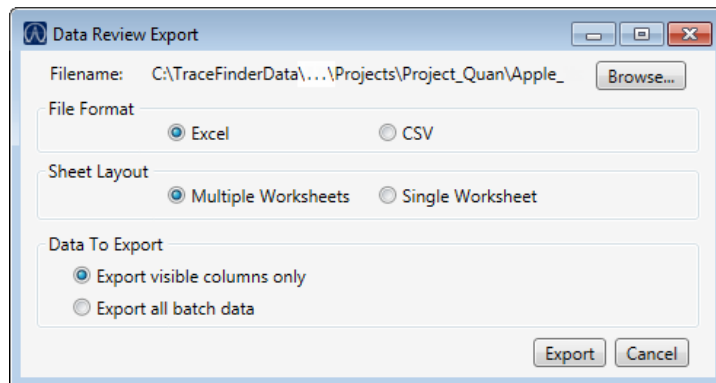 Data Review Export
Filename: C:\TraceFinderData\...\Projects\Project_Quan\Apple_ Browse...
File Format
Excel CSV
Sheet Layout
Multiple Worksheets Single Worksheet
Data To Export
Export visible columns only
Export all batch data
Export Cancel